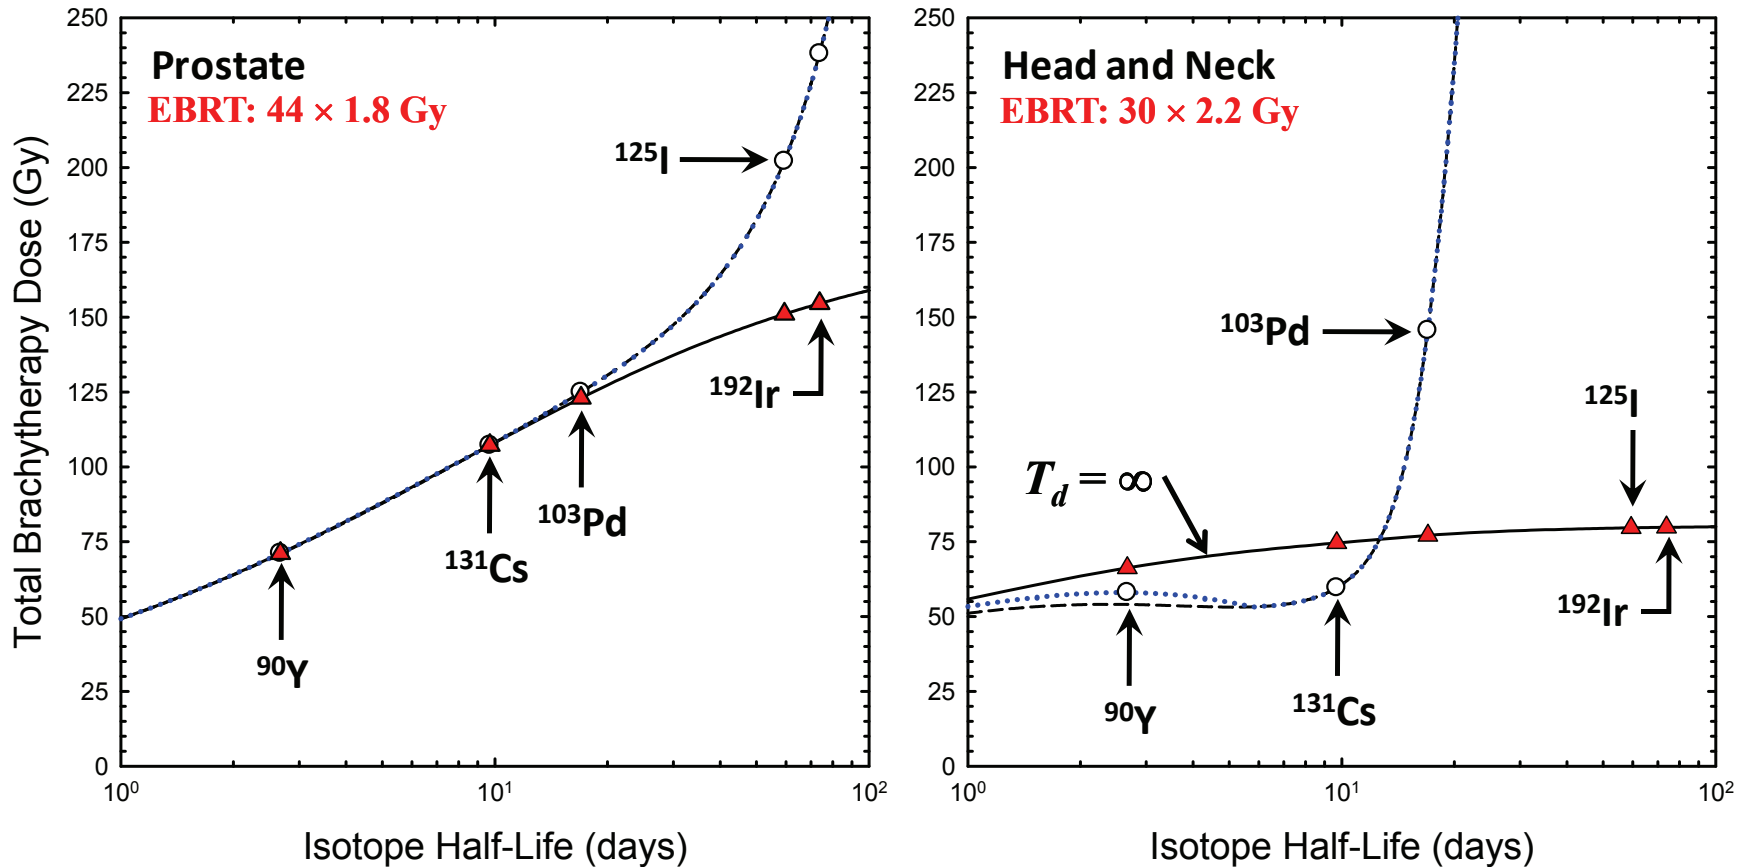 Total Brachytherapy Dose (Gy)
250
225
200
175
150
125
100
75
50
25
0
Prostate
EBRT: 44 × 1.8 Gy
¹²⁵I
¹⁹²Ir
¹⁰³Pd
¹³¹Cs
⁹⁰Y
10⁰
10¹
10²
Isotope Half-Life (days)
250
225
200
175
150
125
100
75
50
25
0
Head and Neck
EBRT: 30 × 2.2 Gy
¹⁰³Pd
¹²⁵I
T_d = ∞
¹⁹²Ir
⁹⁰Y
¹³¹Cs
10⁰
10¹
10²
Isotope Half-Life (days)